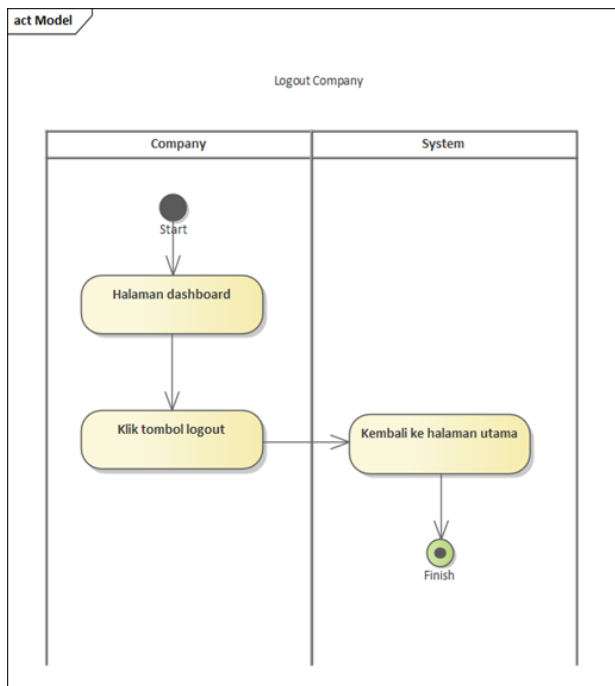 act Model
Logout Company
Company
System
Start
Halaman dashboard
Klik tombol logout
Kembali ke halaman utama
Finish